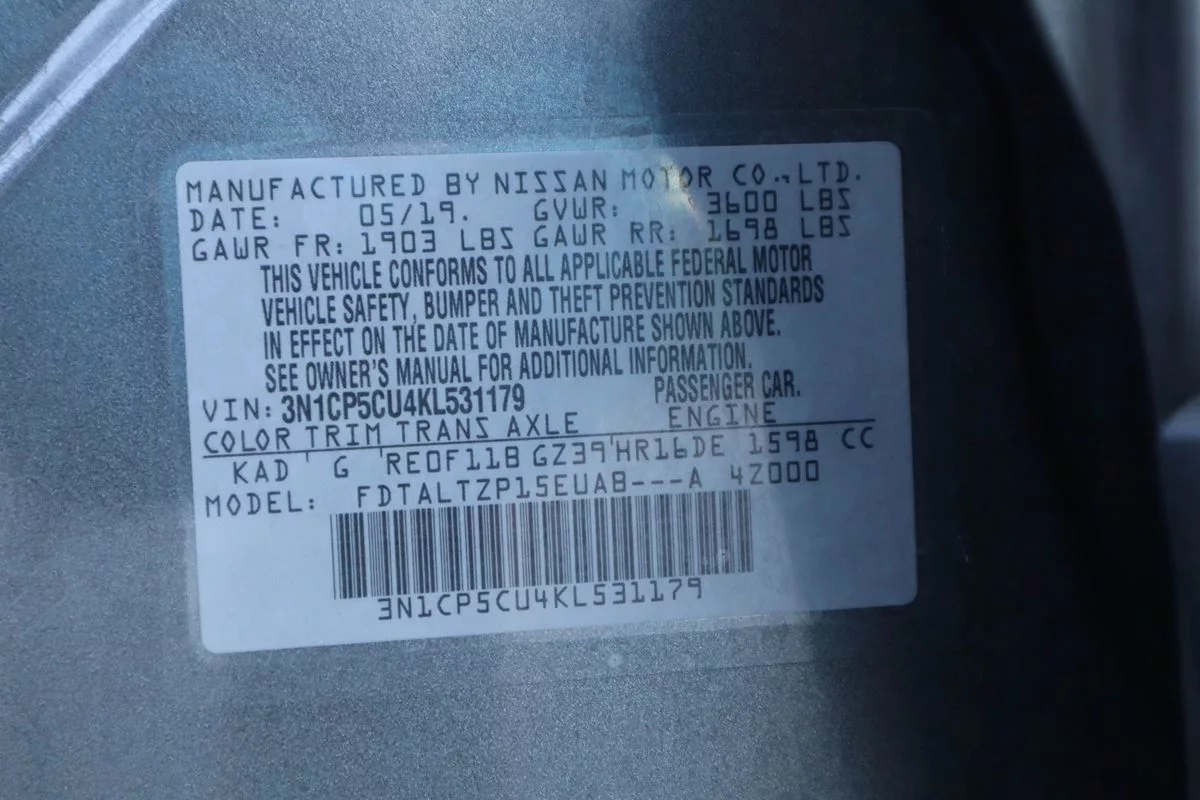 MANUFACTURED BY NISSAN MOTOR CO.,LTD.
DATE: 05/19. GVWR: 3600 LBS
GAWR FR: 1903 LBS GAWR RR: 1698 LBS
THIS VEHICLE CONFORMS TO ALL APPLICABLE FEDERAL MOTOR
VEHICLE SAFETY, BUMPER AND THEFT PREVENTION STANDARDS
IN EFFECT ON THE DATE OF MANUFACTURE SHOWN ABOVE.
SEE OWNER'S MANUAL FOR ADDITIONAL INFORMATION.
VIN: 3N1CP5CU4KL531179 PASSENGER CAR.
COLOR TRIM TRANS AXLE ENGINE
KAD ' G ' RE0F11B GZ39 'HR16DE 1598 CC
MODEL: FDTALTZP15EUAB---A 4Z000
3N1CP5CU4KL531179